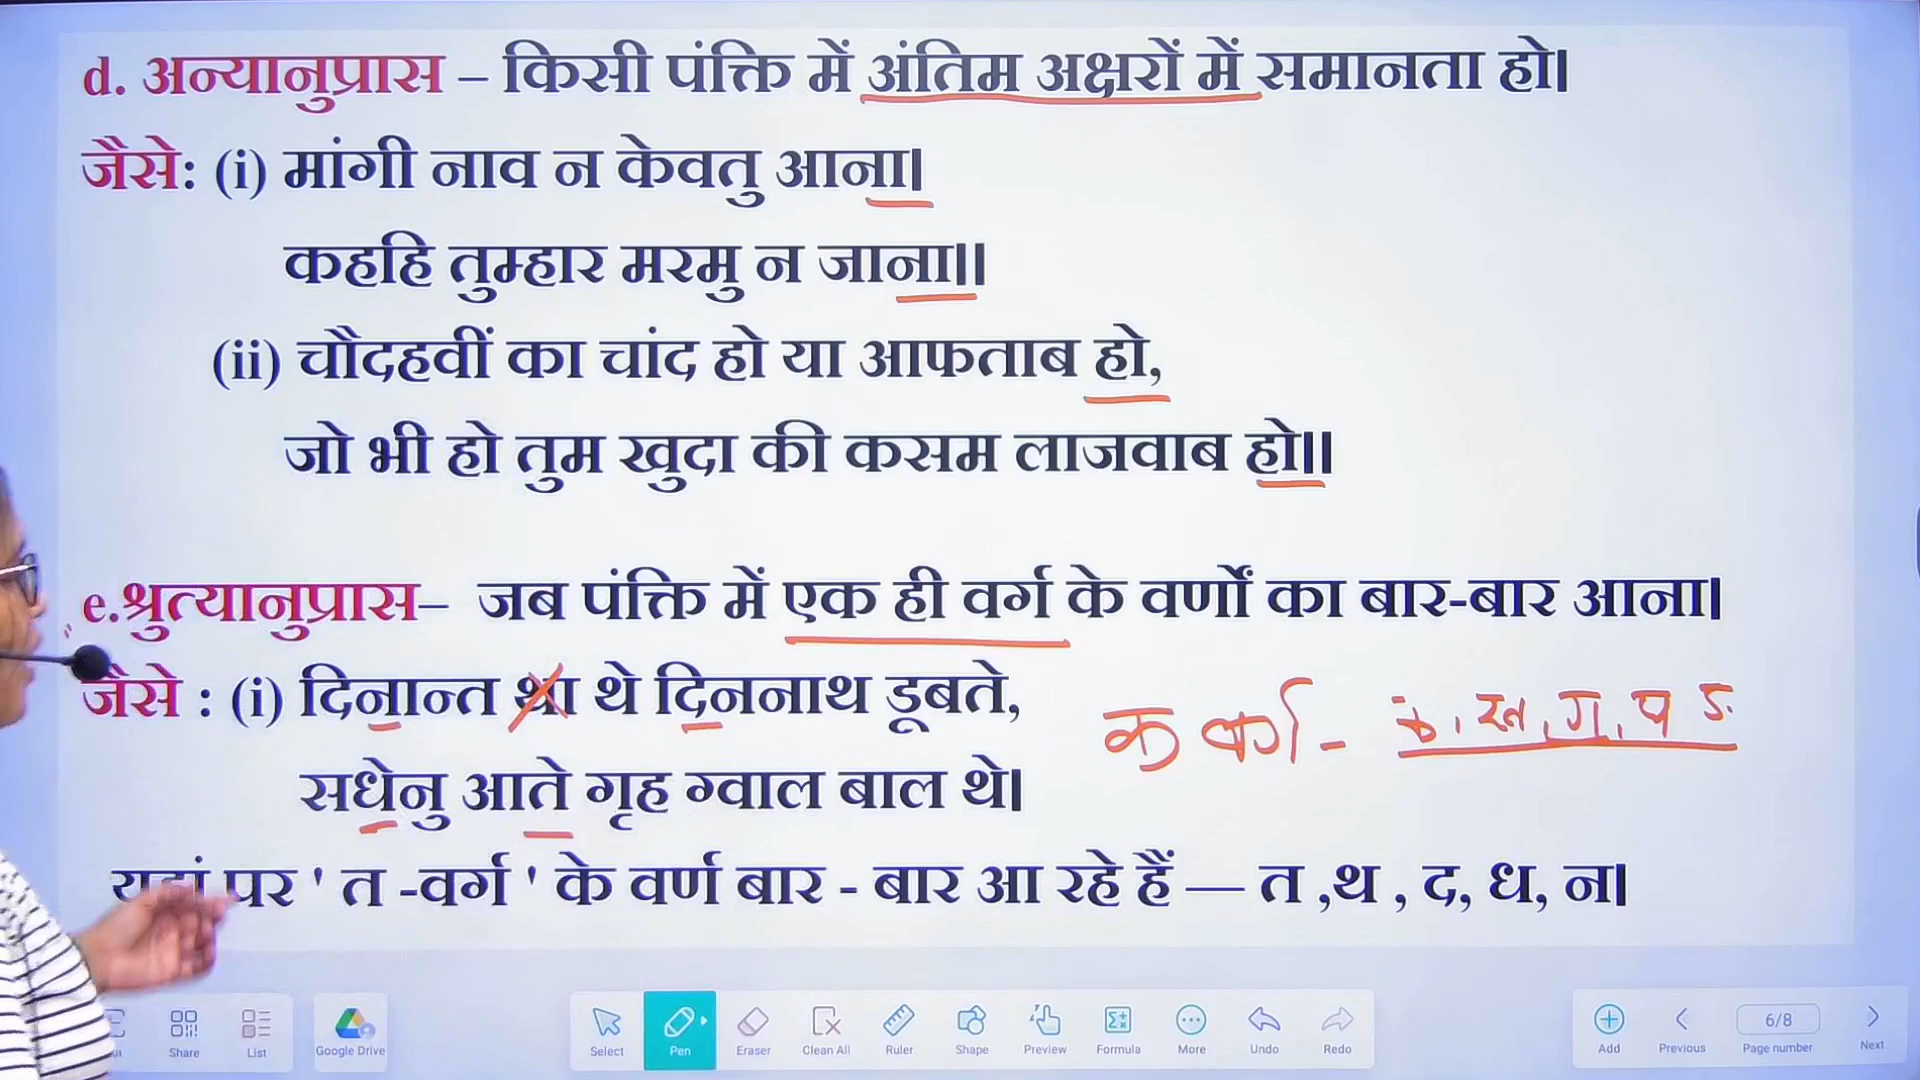 d. अन्यानुप्रास – किसी पंक्ति में अंतिम अक्षरों में समानता हो।
जैसे: (i) मांगी नाव न केवतु आना।
कहहि तुम्हार मरमु न जाना।।
(ii) चौदहवीं का चांद हो या आफताब हो,
जो भी हो तुम खुदा की कसम लाजवाब हो।।
e.श्रुत्यानुप्रास– जब पंक्ति में एक ही वर्ग के वर्णों का बार-बार आना।
जैसे : (i) दिनान्त था थे दिननाथ डूबते,
क वर्ग - क, ख, ग, घ ङ
सधेनु आते गृह ग्वाल बाल थे।
यहां पर ' त -वर्ग ' के वर्ण बार - बार आ रहे हैं — त ,थ , द, ध, न।
Share List Google Drive Select Pen Eraser Clean All Ruler Shape Preview Formula More Undo Redo Add Previous 6/8 Page number Next